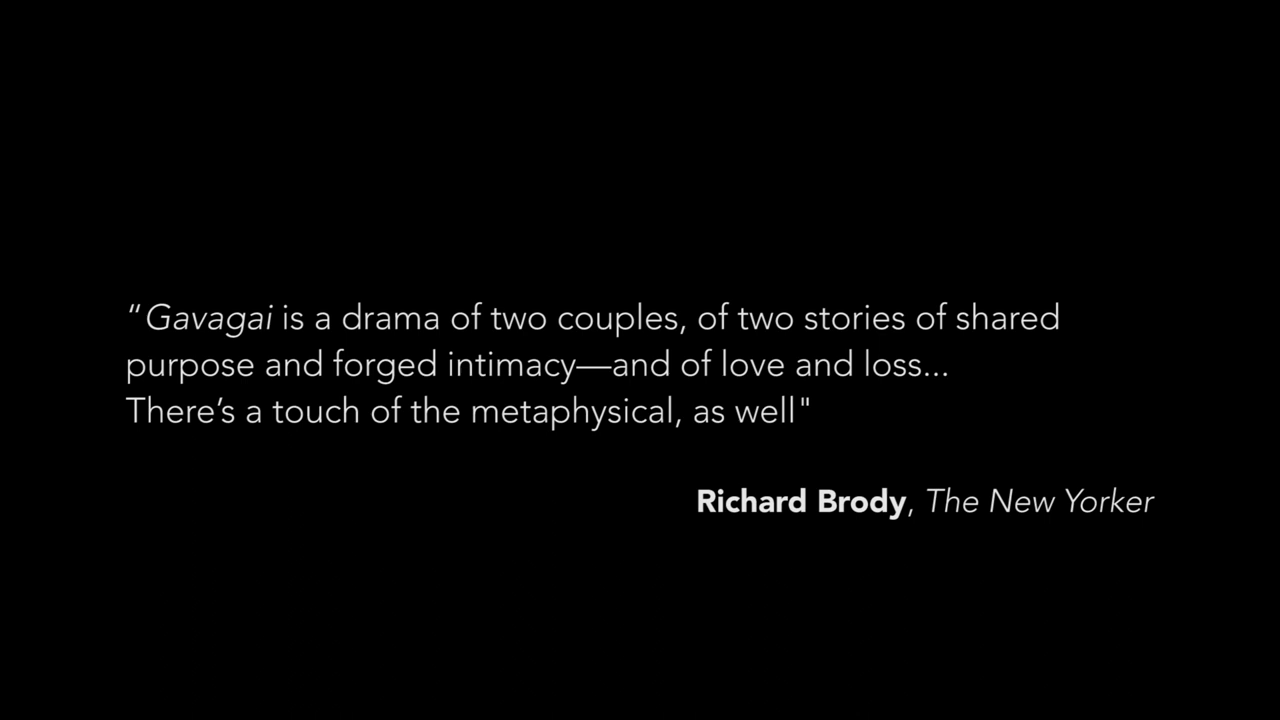 “Gavagai is a drama of two couples, of two stories of shared
purpose and forged intimacy—and of love and loss...
There’s a touch of the metaphysical, as well"
Richard Brody, The New Yorker